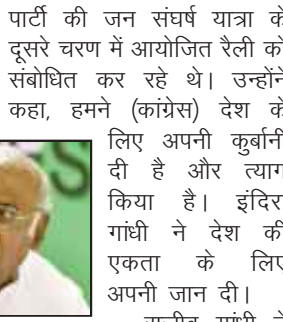 पार्टी की जन संघर्ष यात्रा के
दूसरे चरण में आयोजित रैली को
संबोधित कर रहे थे। उन्होंने
कहा, हमने (कांग्रेस) देश के
लिए अपनी कुर्बानी
दी है और त्याग
किया है। इंदिरा
गांधी ने देश की
एकता के लिए
अपनी जान दी।